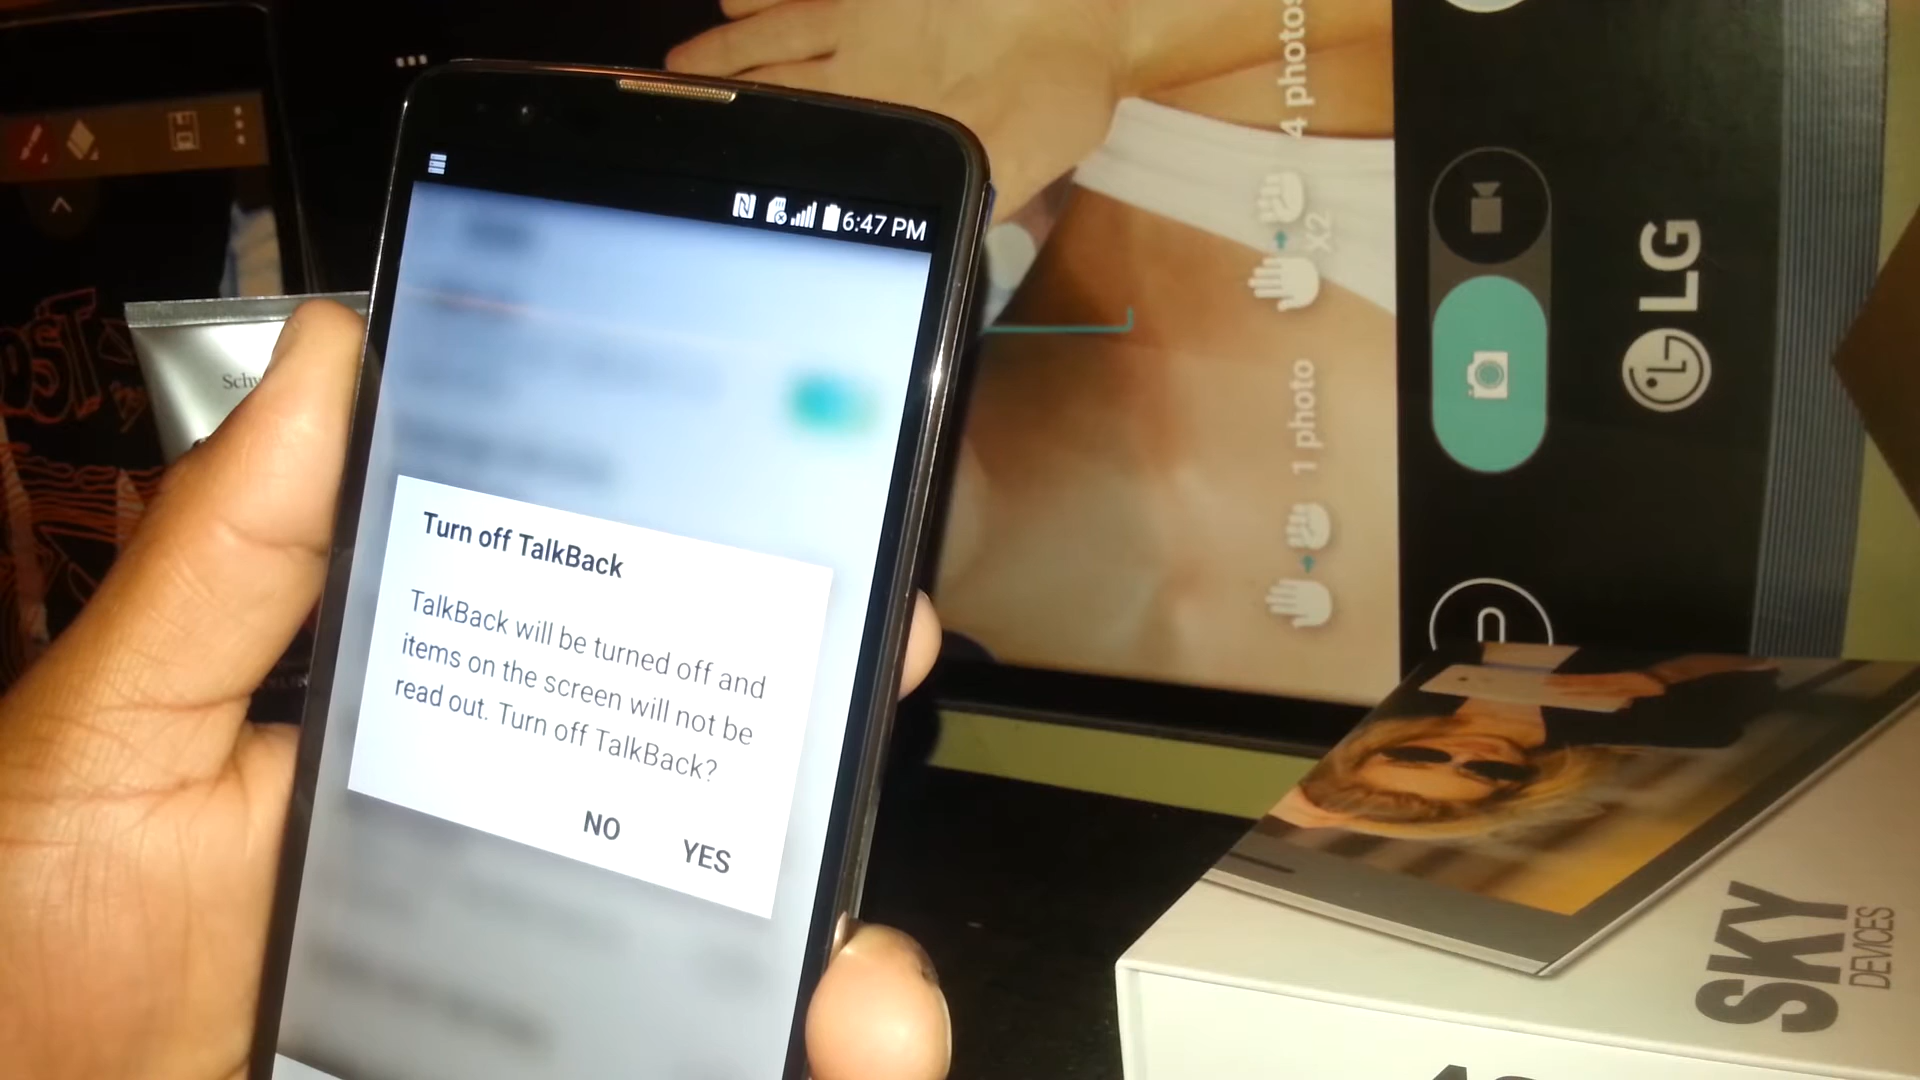 6:47 PM
Turn off TalkBack
TalkBack will be turned off and
items on the screen will not be
read out. Turn off TalkBack?
NO
YES
4 photos
X2
1 photo
LG
SKY
DEVICES